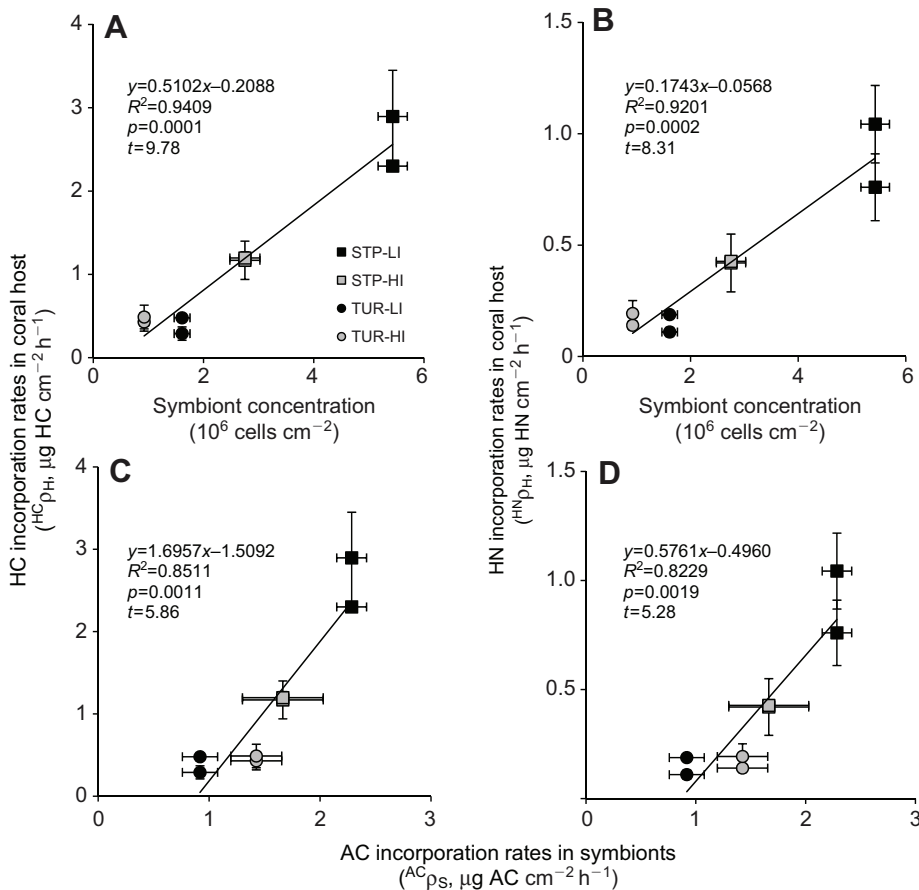 A
y=0.5102x–0.2088
R²=0.9409
p=0.0001
t=9.78
STP-LI
STP-HI
TUR-LI
TUR-HI
4
3
2
1
0
0 2 4 6
Symbiont concentration
(10⁶ cells cm⁻²)
HC incorporation rates in coral host
(ᴴᶜρ_H, μg HC cm⁻² h⁻¹)
B
y=0.1743x–0.0568
R²=0.9201
p=0.0002
t=8.31
1.5
1.0
0.5
0
0 2 4 6
Symbiont concentration
(10⁶ cells cm⁻²)
HN incorporation rates in coral host
(ᴴᴺρ_H, μg HN cm⁻² h⁻¹)
C
y=1.6957x–1.5092
R²=0.8511
p=0.0011
t=5.86
4
3
2
1
0
0 1 2 3
D
y=0.5761x–0.4960
R²=0.8229
p=0.0019
t=5.28
1.5
1.0
0.5
0 1 2 3
AC incorporation rates in symbionts
(ᴬᶜρ_S, μg AC cm⁻² h⁻¹)